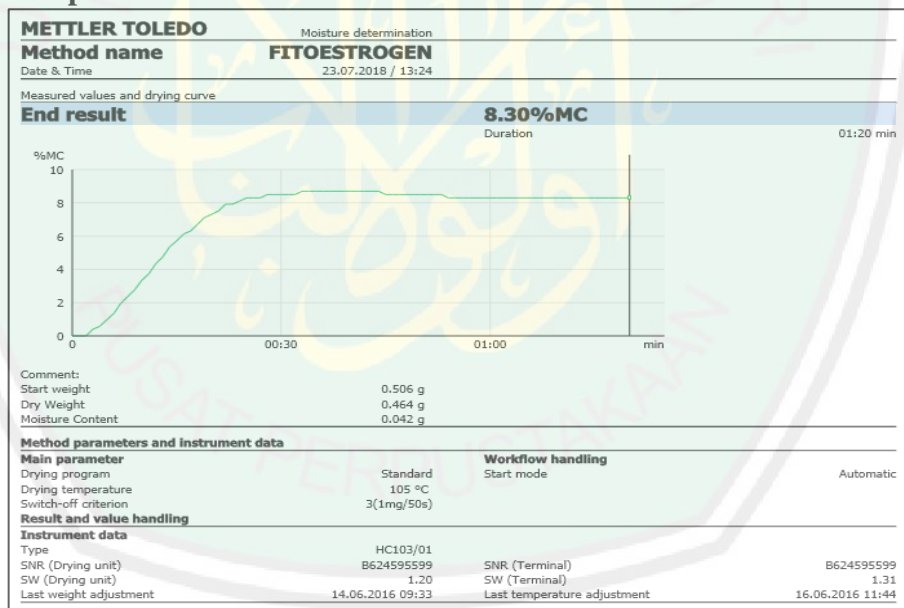 METTLER TOLEDO Moisture determination
Method name FITOESTROGEN
Date & Time 23.07.2018 / 13:24
Measured values and drying curve
End result 8.30%MC
Duration 01:20 min
%MC
10
8
6
4
2
0
0 00:30 01:00 min
Comment:
Start weight 0.506 g
Dry Weight 0.464 g
Moisture Content 0.042 g
Method parameters and instrument data
Main parameter Workflow handling
Drying program Standard Start mode Automatic
Drying temperature 105 °C
Switch-off criterion 3(1mg/50s)
Result and value handling
Instrument data
Type HC103/01
SNR (Drying unit) B624595599 SNR (Terminal) B624595599
SW (Drying unit) 1.20 SW (Terminal) 1.31
Last weight adjustment 14.06.2016 09:33 Last temperature adjustment 16.06.2016 11:44
PUSAT PERPUSTAKAAN